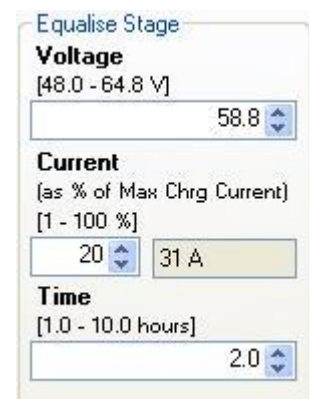 Equalise Stage
Voltage
[48.0 - 64.8 V]
58.8
Current
(as % of Max Chrg Current)
[1 - 100 %]
20 31 A
Time
[1.0 - 10.0 hours]
2.0